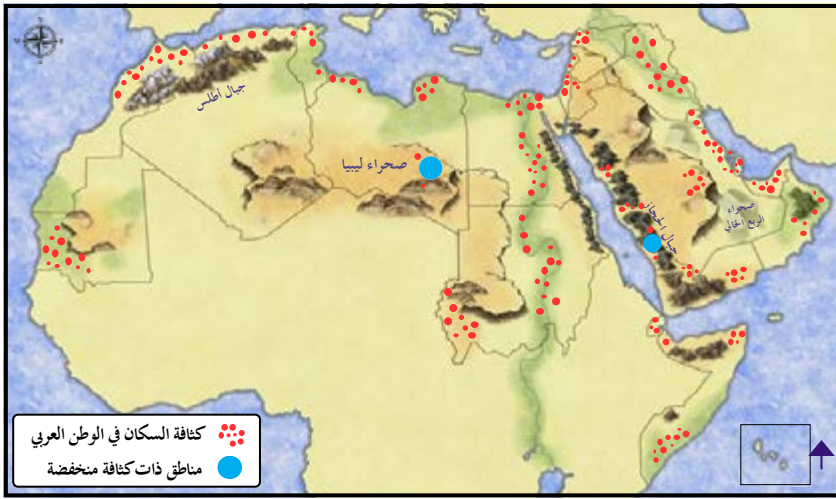 جبال أطلس
صحراء ليبيا
جبال الحجاز
صحراء
الربع الخالي
كثافة السكان في الوطن العربي
مناطق ذات كثافة منخفضة